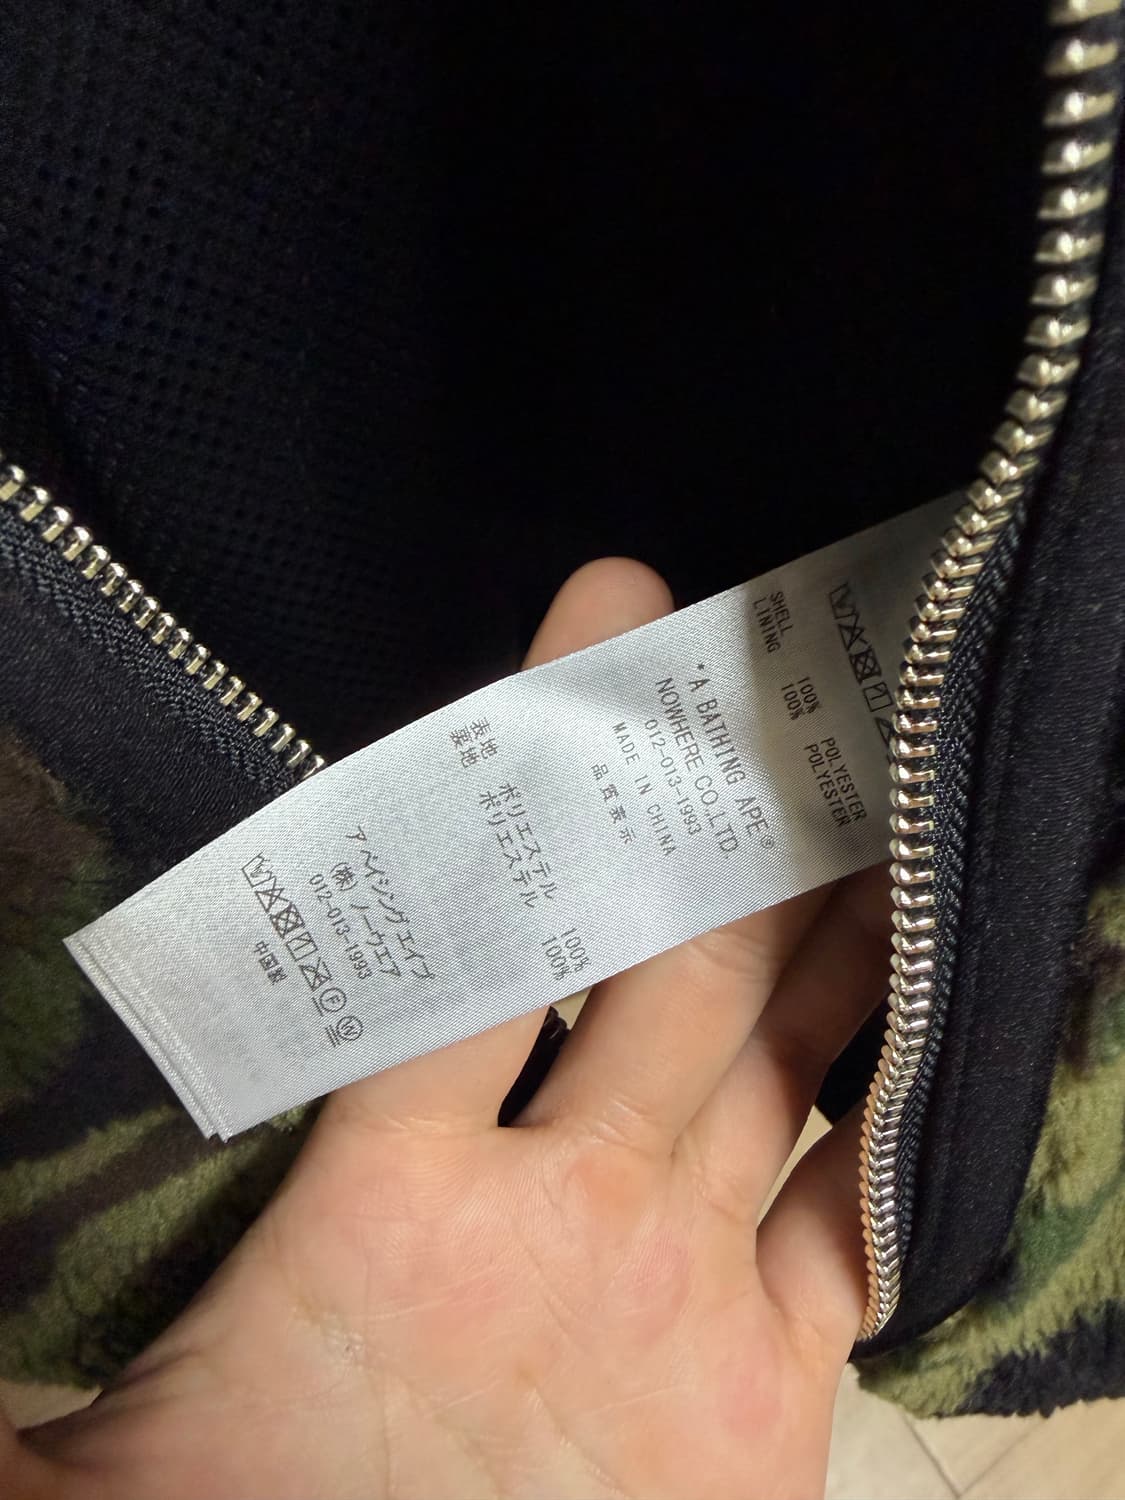 SHELL 100% POLYESTER
LINING 100% POLYESTER
* A BATHING APE®
NOWHERE CO.,LTD.
012-013-1993
MADE IN CHINA
品質表示
表地 ポリエステル 100%
裏地 ポリエステル 100%
アベイシングエイプ
(株)ノーウエア
012-013-1993
F W
中国製